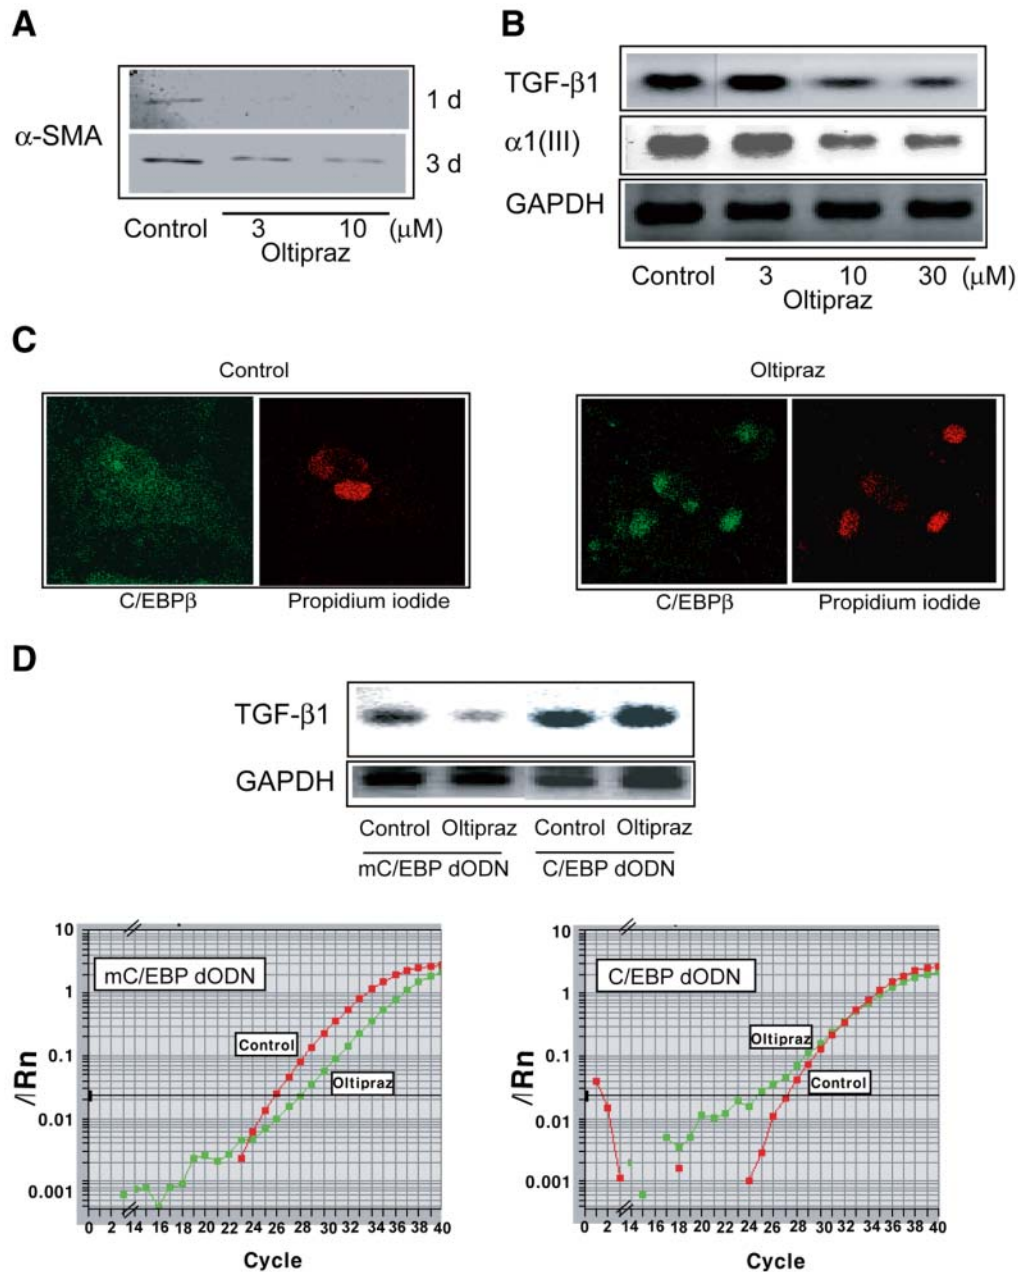 A
α-SMA
1 d
3 d
Control 3 10 (μM)
Oltipraz
B
TGF-β1
α1(III)
GAPDH
Control 3 10 30 (μM)
Oltipraz
C
Control
Oltipraz
C/EBPβ
Propidium iodide
C/EBPβ
Propidium iodide
D
TGF-β1
GAPDH
Control Oltipraz Control Oltipraz
mC/EBP dODN C/EBP dODN
mC/EBP dODN
Control
Oltipraz
10
1
0.1
0.01
0.001
/Rn
0 2 14 16 18 20 22 24 26 28 30 32 34 36 38 40
Cycle
C/EBP dODN
Oltipraz
Control
10
1
0.1
0.01
0.001
/Rn
0 2 14 16 18 20 22 24 26 28 30 32 34 36 38 40
Cycle